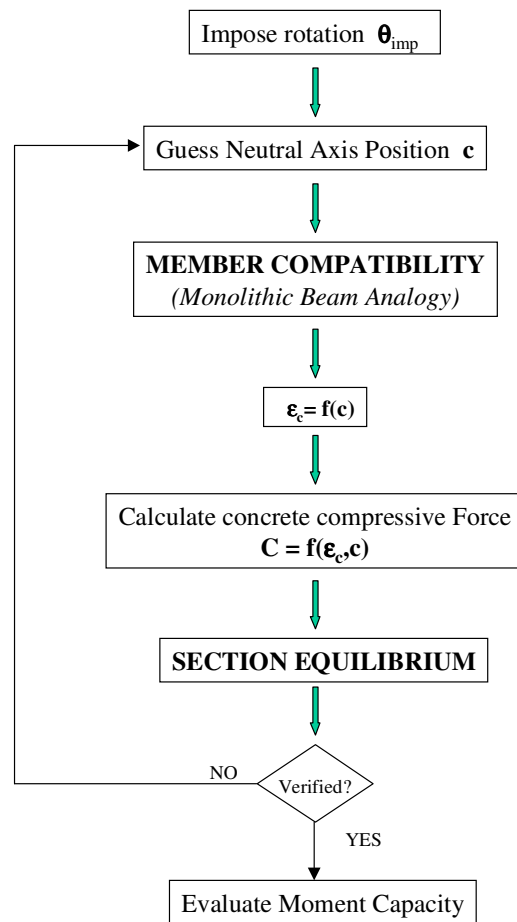 Impose rotation θimp
Guess Neutral Axis Position c
MEMBER COMPATIBILITY
(Monolithic Beam Analogy)
εc= f(c)
Calculate concrete compressive Force
C = f(εc,c)
SECTION EQUILIBRIUM
NO
Verified?
YES
Evaluate Moment Capacity